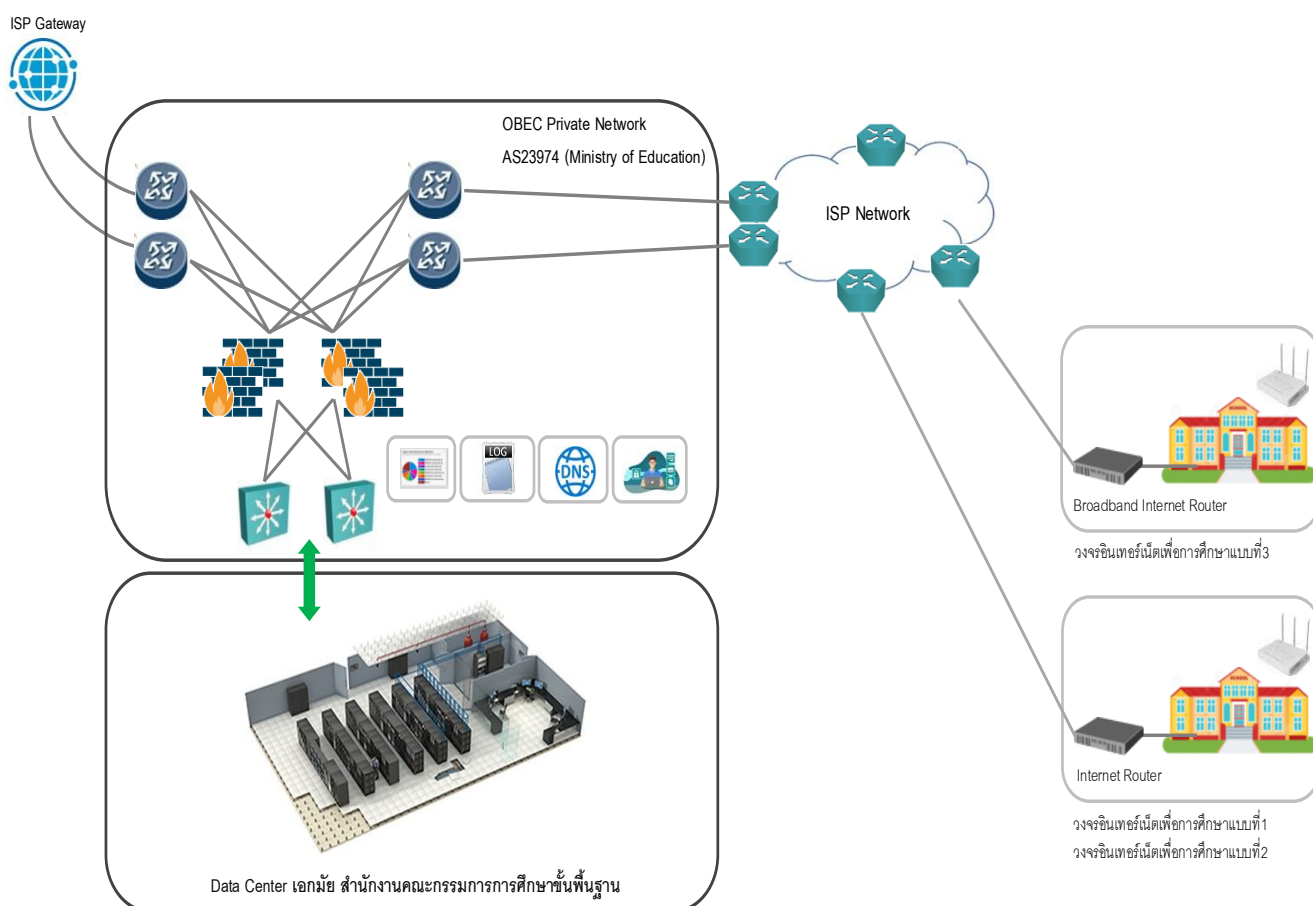 ISP Gateway
OBEC Private Network
AS23974 (Ministry of Education)
ISP Network
LOG
DNS
SCHOOL
Broadband Internet Router
วงจรอินเทอร์เน็ตเพื่อการศึกษาแบบที่3
SCHOOL
Internet Router
วงจรอินเทอร์เน็ตเพื่อการศึกษาแบบที่1
วงจรอินเทอร์เน็ตเพื่อการศึกษาแบบที่2
Data Center เอกมัย สำนักงานคณะกรรมการการศึกษาขั้นพื้นฐาน